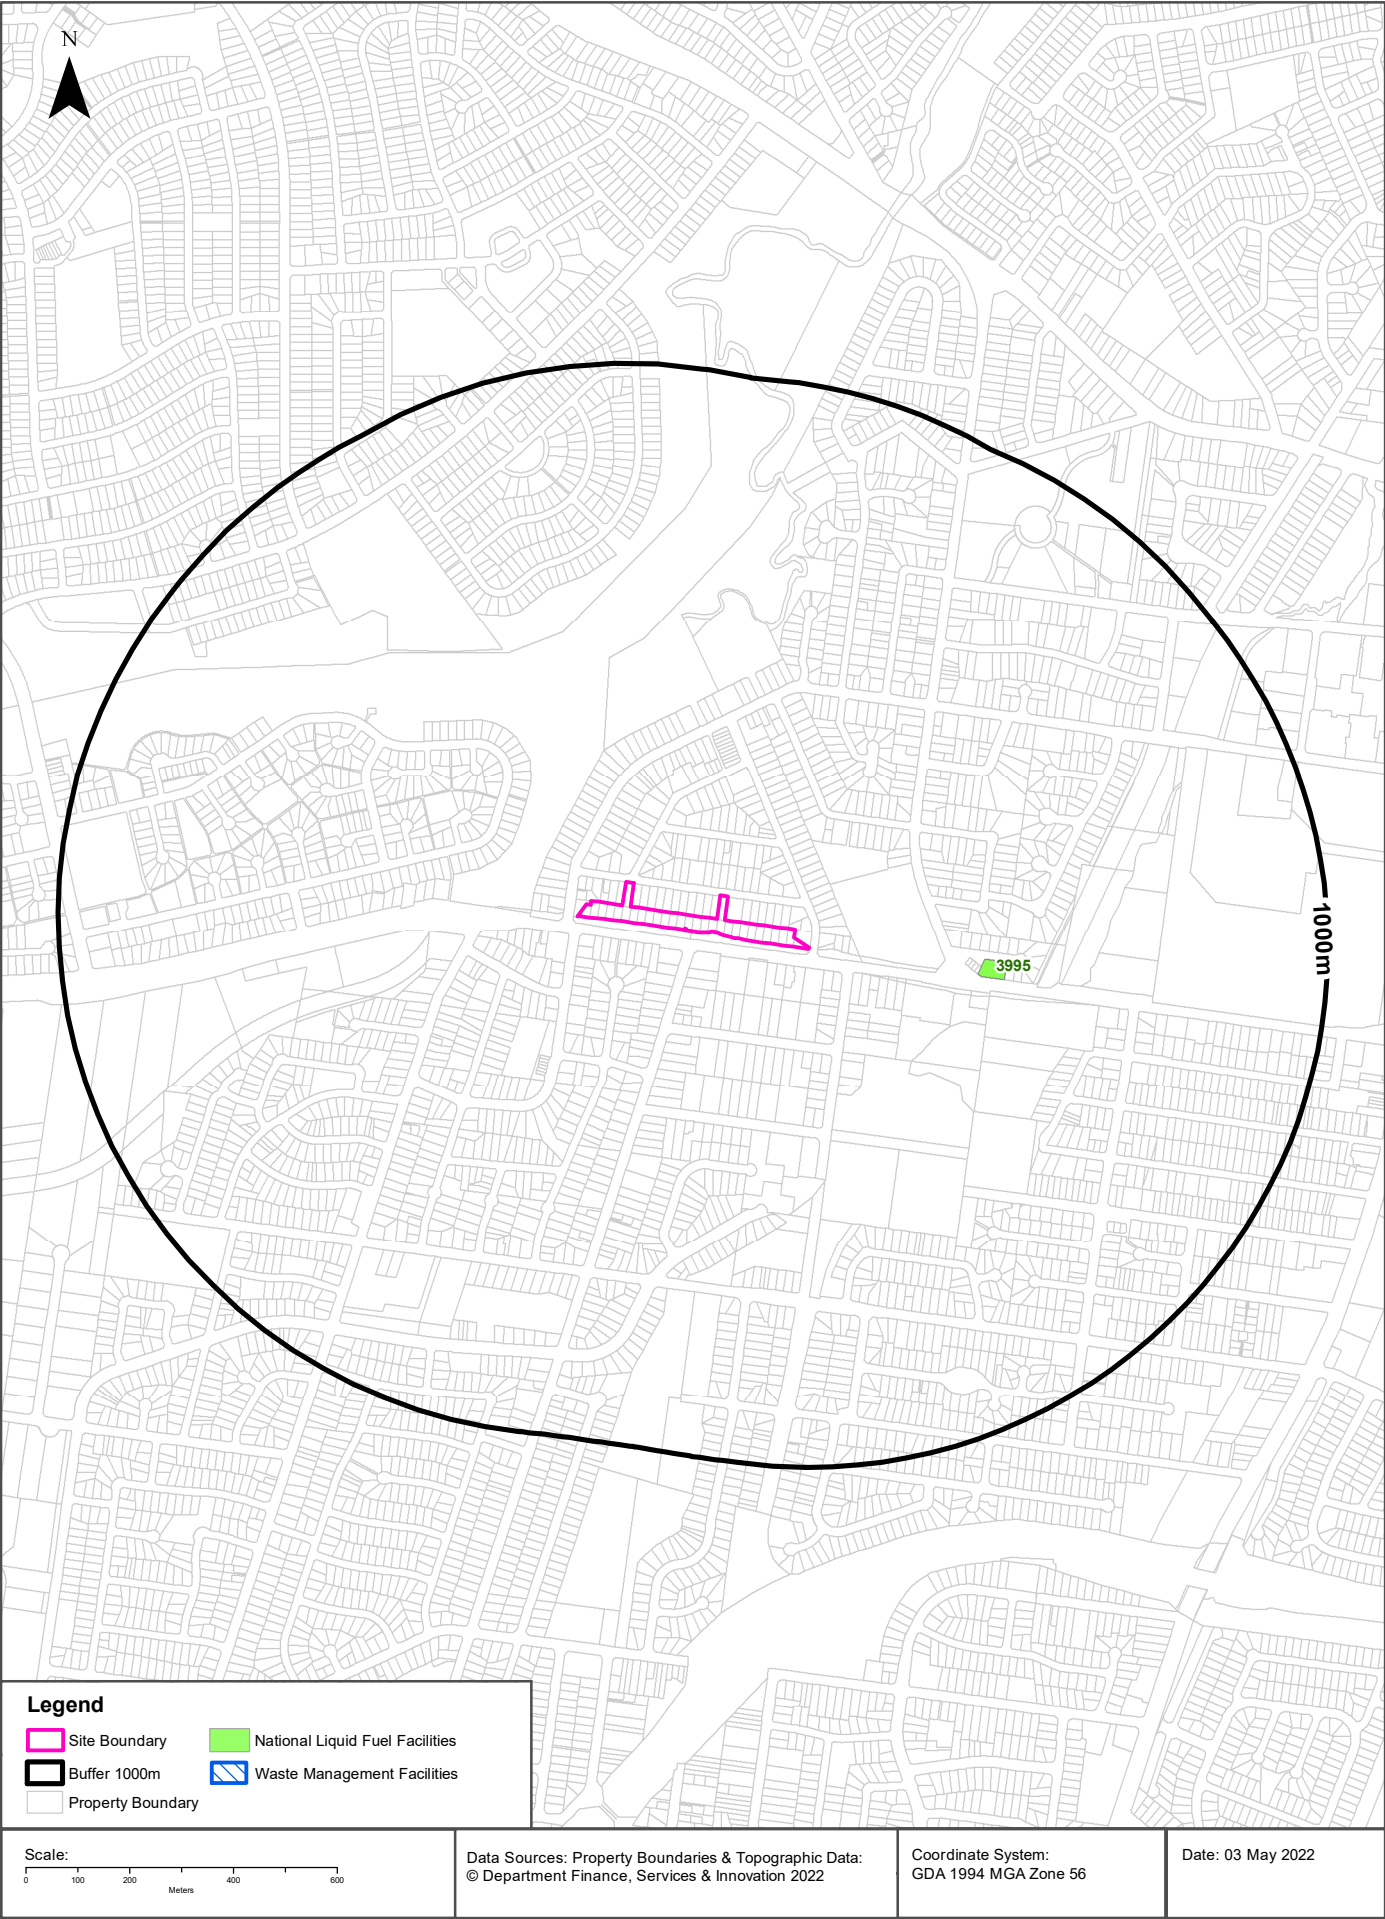 N
3995
1000m
Legend
Site Boundary
National Liquid Fuel Facilities
Buffer 1000m
Waste Management Facilities
Property Boundary
Scale:
0 100 200 400 600
Meters
Data Sources: Property Boundaries & Topographic Data:
© Department Finance, Services & Innovation 2022
Coordinate System:
GDA 1994 MGA Zone 56
Date: 03 May 2022